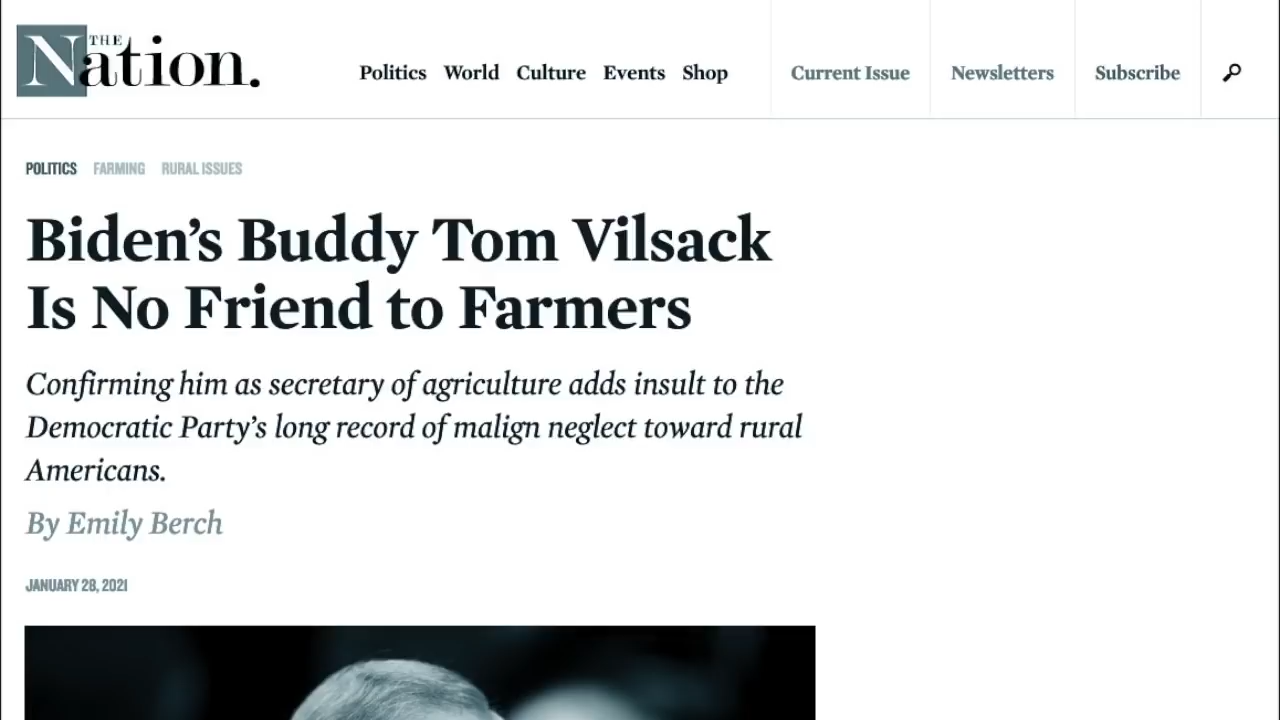 THE
Nation.
Politics World Culture Events Shop Current Issue Newsletters Subscribe
POLITICS FARMING RURAL ISSUES
Biden’s Buddy Tom Vilsack
Is No Friend to Farmers
Confirming him as secretary of agriculture adds insult to the
Democratic Party’s long record of malign neglect toward rural
Americans.
By Emily Berch
JANUARY 28, 2021